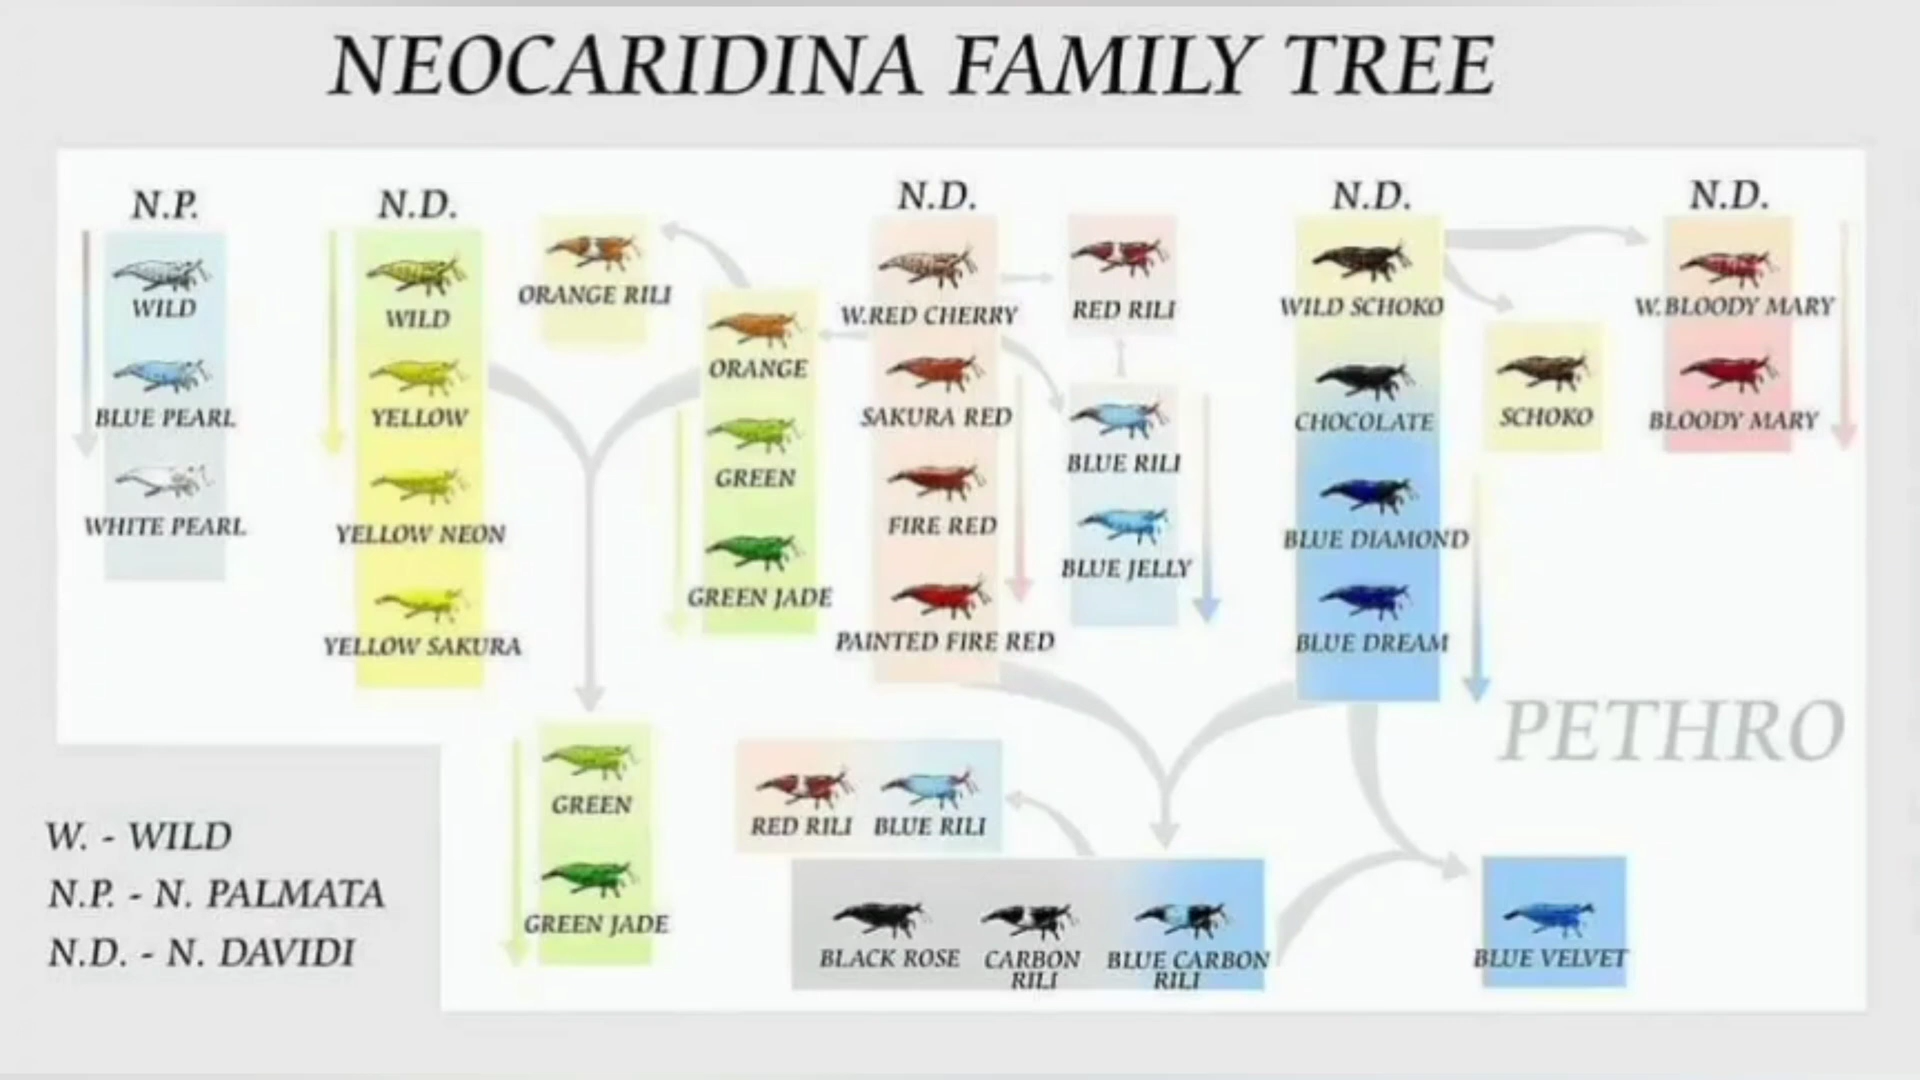 NEOCARIDINA FAMILY TREE
N.P.
WILD
BLUE PEARL
WHITE PEARL
N.D.
WILD
YELLOW
YELLOW NEON
YELLOW SAKURA
ORANGE RILI
ORANGE
GREEN
GREEN JADE
N.D.
W.RED CHERRY
SAKURA RED
FIRE RED
PAINTED FIRE RED
RED RILI
BLUE RILI
BLUE JELLY
N.D.
WILD SCHOKO
CHOCOLATE
BLUE DIAMOND
BLUE DREAM
SCHOKO
N.D.
W.BLOODY MARY
BLOODY MARY
PETHRO
GREEN
GREEN JADE
RED RILI
BLUE RILI
BLACK ROSE
CARBON
RILI
BLUE CARBON
RILI
BLUE VELVET
W. - WILD
N.P. - N. PALMATA
N.D. - N. DAVIDI